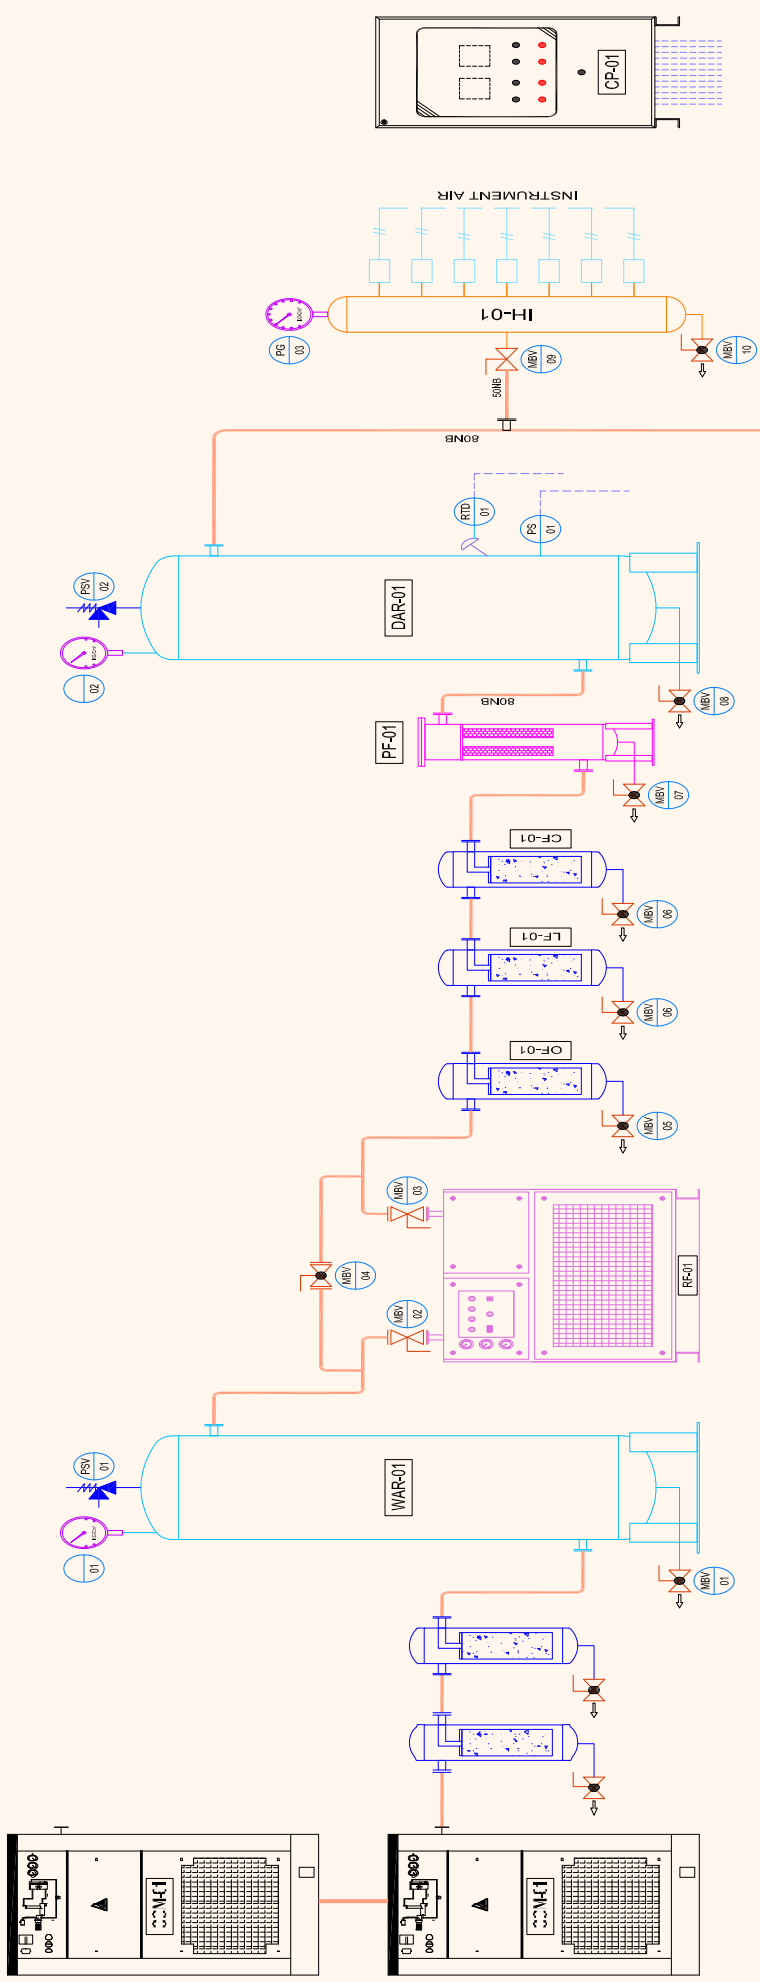 CP-01
INSTRUMENT AIR
IH-01
PG
03
MBV
09
MBV
10
50NB
80NB
RTD
01
PS
01
PSV
02
02
DAR-01
MBV
08
80NB
PF-01
MBV
07
CF-01
MBV
06
LF-01
MBV
06
OF-01
MBV
05
MBV
03
MBV
04
MBV
02
RF-01
PSV
01
01
WAR-01
MBV
01